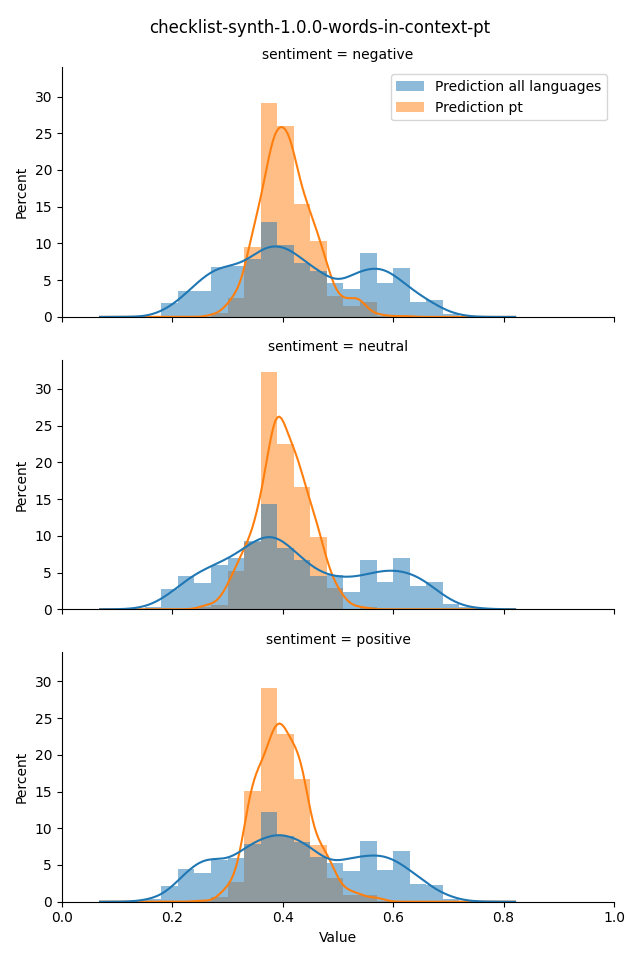 checklist-synth-1.0.0-words-in-context-pt
sentiment = negative
Prediction all languages
Prediction pt
30
25
20
15
10
5
0
Percent
sentiment = neutral
30
25
20
15
10
5
0
Percent
sentiment = positive
30
25
20
15
10
5
0
Percent
0.0 0.2 0.4 0.6 0.8 1.0
Value